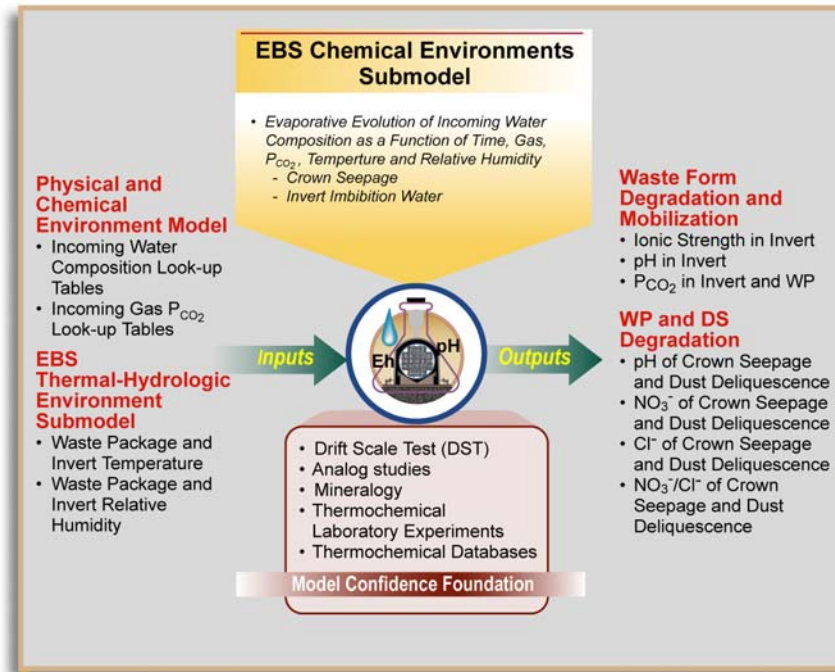 EBS Chemical Environments
Submodel
• Evaporative Evolution of Incoming Water
Composition as a Function of Time, Gas,
P_CO₂, Temperture and Relative Humidity
- Crown Seepage
- Invert Imbibition Water
Physical and
Chemical
Environment Model
• Incoming Water
Composition Look-up
Tables
• Incoming Gas P_CO₂
Look-up Tables
EBS
Thermal-Hydrologic
Environment
Submodel
• Waste Package and
Invert Temperature
• Waste Package and
Invert Relative
Humidity
Inputs
Eh
pH
Outputs
• Drift Scale Test (DST)
• Analog studies
• Mineralogy
• Thermochemical
Laboratory Experiments
• Thermochemical Databases
Model Confidence Foundation
Waste Form
Degradation and
Mobilization
• Ionic Strength in Invert
• pH in Invert
• P_CO₂ in Invert and WP
WP and DS
Degradation
• pH of Crown Seepage
and Dust Deliquescence
• NO₃⁻ of Crown Seepage
and Dust Deliquescence
• Cl⁻ of Crown Seepage
and Dust Deliquescence
• NO₃⁻/Cl⁻ of Crown
Seepage and Dust
Deliquescence